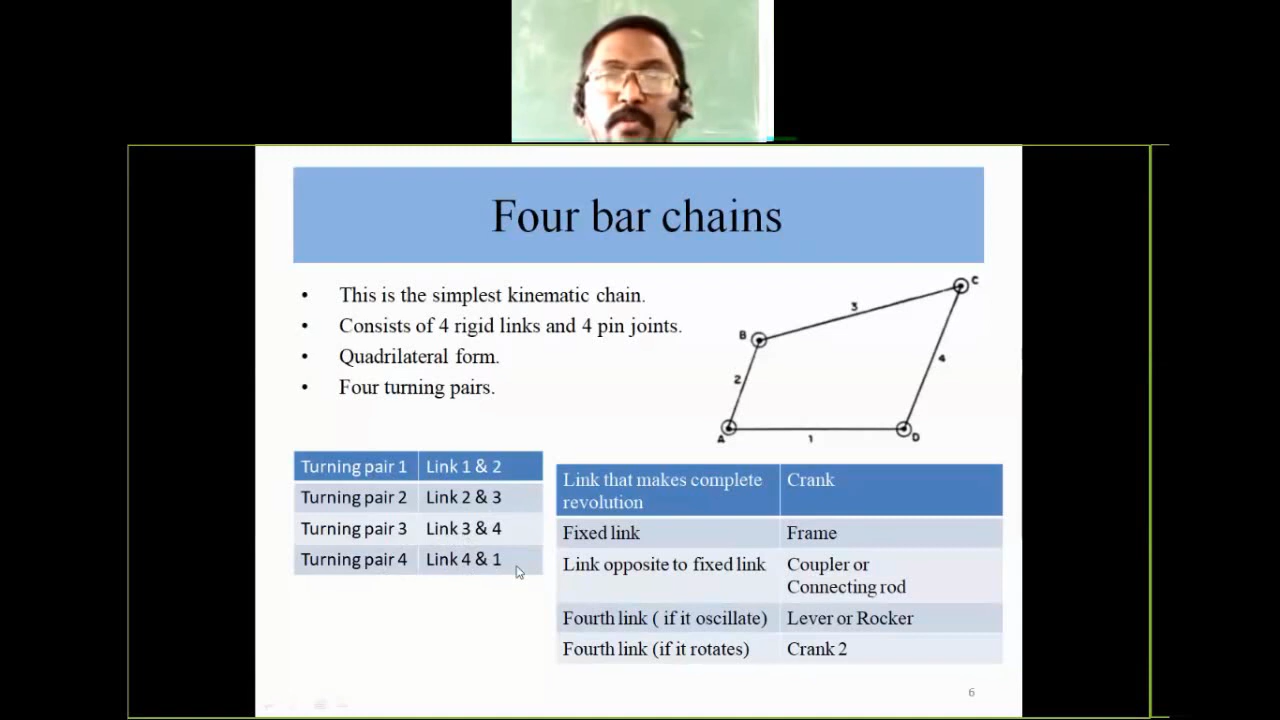 Four bar chains
• This is the simplest kinematic chain.
• Consists of 4 rigid links and 4 pin joints.
• Quadrilateral form.
• Four turning pairs.
C
3
B
4
2
A
1
D
Turning pair 1 Link 1 & 2
Turning pair 2 Link 2 & 3
Turning pair 3 Link 3 & 4
Turning pair 4 Link 4 & 1
Link that makes complete
revolution
Crank
Fixed link Frame
Link opposite to fixed link Coupler or
Connecting rod
Fourth link ( if it oscillate) Lever or Rocker
Fourth link (if it rotates) Crank 2
6